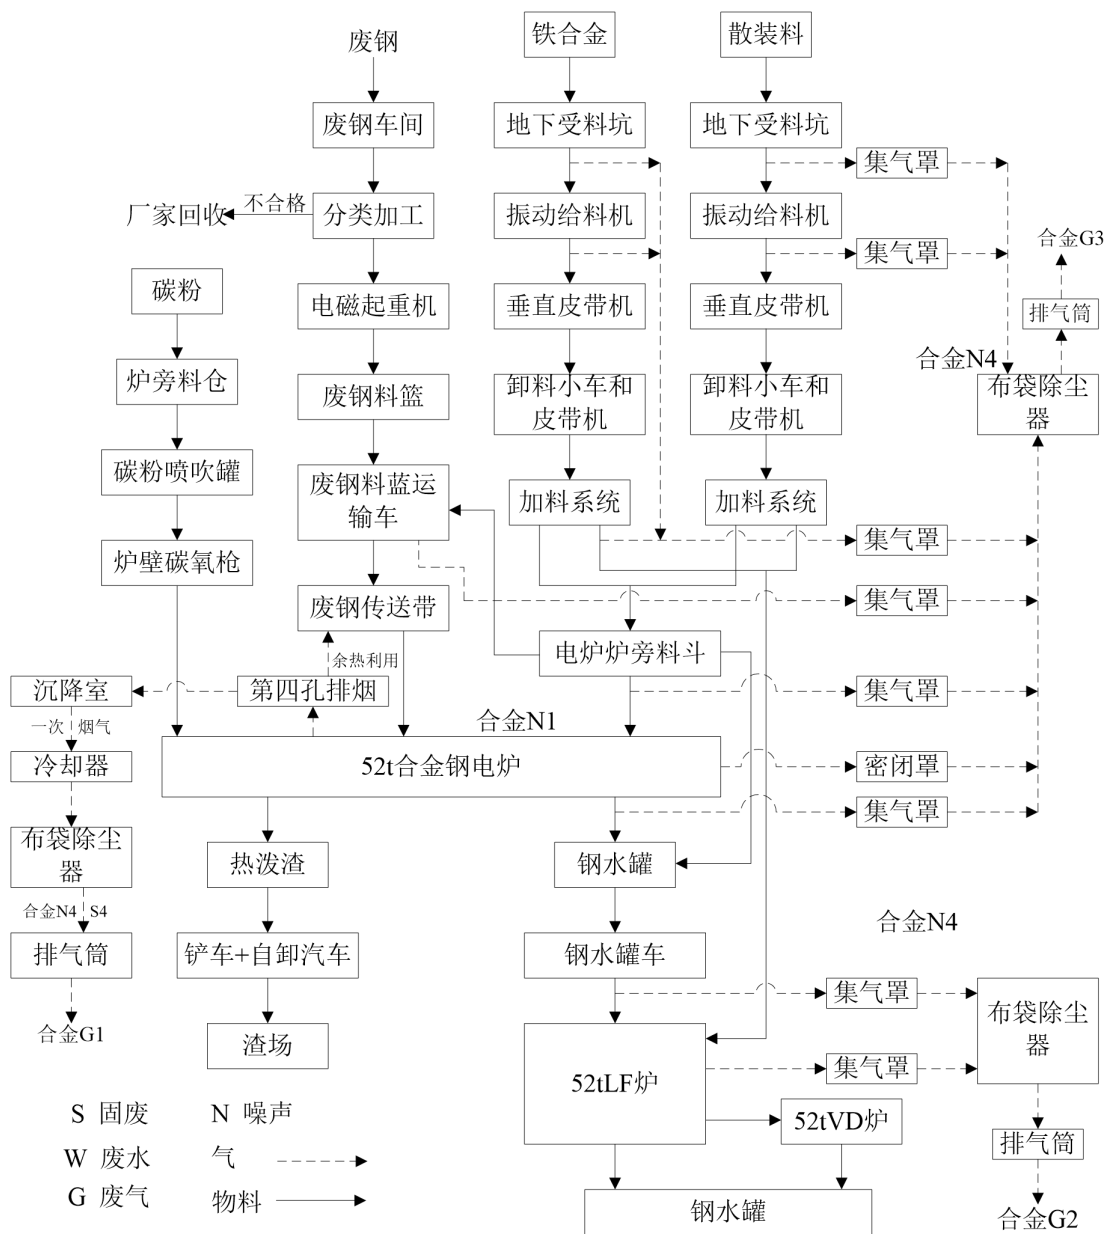 废钢
铁合金
散装料
废钢车间
地下受料坑
地下受料坑
集气罩
厂家回收
不合格
分类加工
振动给料机
振动给料机
集气罩
合金G3
碳粉
电磁起重机
垂直皮带机
垂直皮带机
排气筒
合金N4
炉旁料仓
废钢料篮
卸料小车和
皮带机
卸料小车和
皮带机
布袋除尘
器
碳粉喷吹罐
废钢料蓝运
输车
加料系统
加料系统
集气罩
炉壁碳氧枪
废钢传送带
集气罩
余热利用
电炉炉旁料斗
沉降室
第四孔排烟
集气罩
一次
烟气
合金N1
冷却器
52t合金钢电炉
密闭罩
集气罩
布袋除尘
器
热泼渣
钢水罐
合金N4
S4
合金N4
排气筒
铲车+自卸汽车
钢水罐车
集气罩
布袋除尘
器
合金G1
渣场
52tLF炉
集气罩
S 固废
N 噪声
52tVD炉
W 废水
气
排气筒
G 废气
物料
钢水罐
合金G2